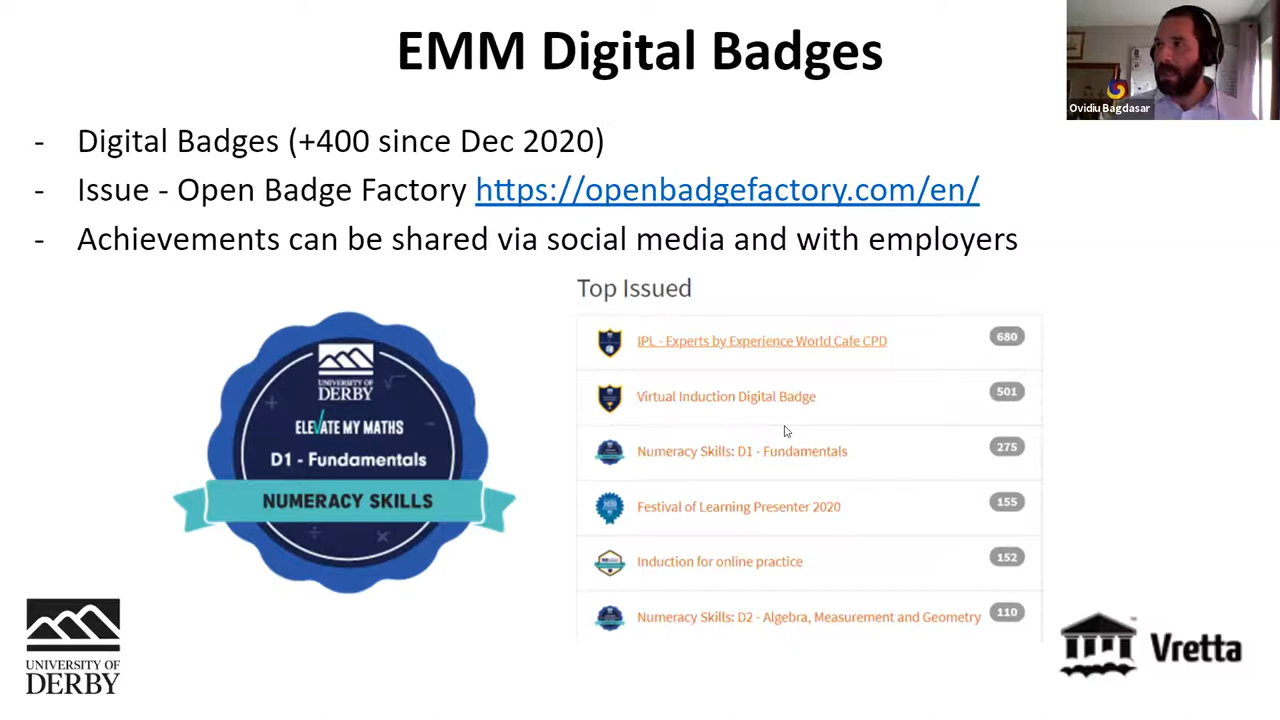 EMM Digital Badges
Ovidiu Bagdasar
- Digital Badges (+400 since Dec 2020)
- Issue - Open Badge Factory https://openbadgefactory.com/en/
- Achievements can be shared via social media and with employers
UNIVERSITY OF
DERBY
ELEVATE MY MATHS
D1 - Fundamentals
NUMERACY SKILLS
Top Issued
IPL - Experts by Experience World Cafe CPD 680
Virtual Induction Digital Badge 501
Numeracy Skills: D1 - Fundamentals 275
Festival of Learning Presenter 2020 155
Induction for online practice 152
Numeracy Skills: D2 - Algebra, Measurement and Geometry 110
UNIVERSITY OF
DERBY
Vretta